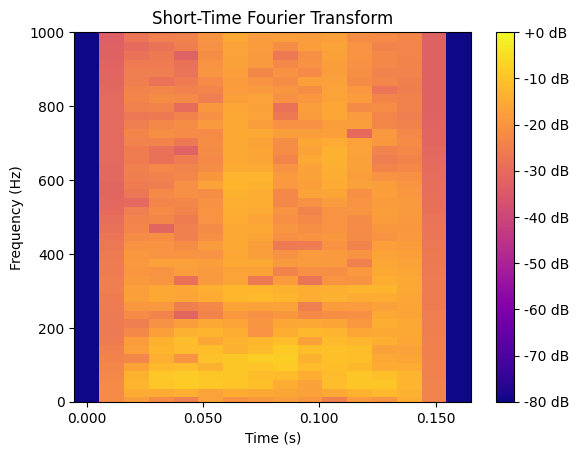 Short-Time Fourier Transform
1000
800
600
400
200
0
Frequency (Hz)
0.000
0.050
0.100
0.150
Time (s)
+0 dB
-10 dB
-20 dB
-30 dB
-40 dB
-50 dB
-60 dB
-70 dB
-80 dB